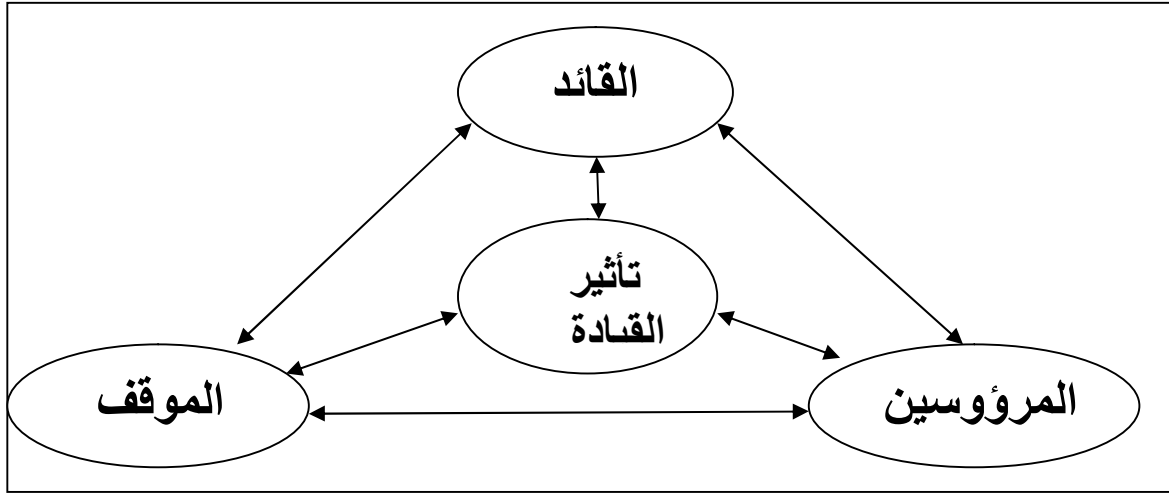 القائد
تأثير
القيادة
الموقف
المرؤوسين